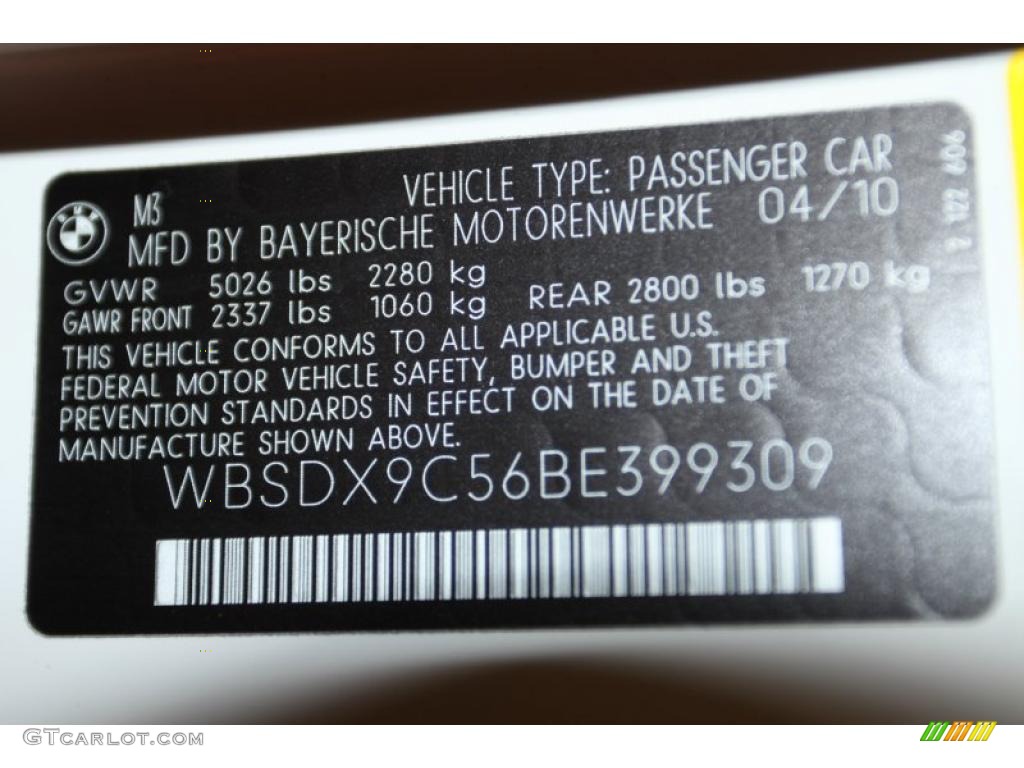 M3 VEHICLE TYPE: PASSENGER CAR
MFD BY BAYERISCHE MOTORENWERKE 04/10
GVWR 5026 lbs 2280 kg
GAWR FRONT 2337 lbs 1060 kg REAR 2800 lbs 1270 kg
THIS VEHICLE CONFORMS TO ALL APPLICABLE U.S.
FEDERAL MOTOR VEHICLE SAFETY, BUMPER AND THEFT
PREVENTION STANDARDS IN EFFECT ON THE DATE OF
MANUFACTURE SHOWN ABOVE.
WBSDX9C56BE399309
GTCARLOT.COM